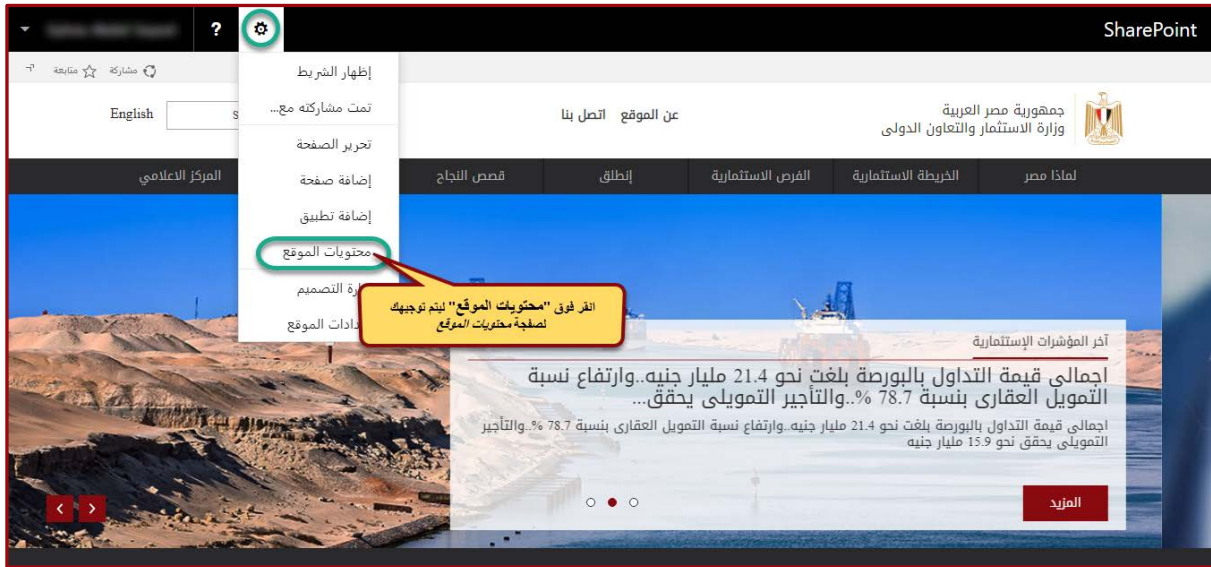 SharePoint
?
مشاركة
متابعة
إظهار الشريط
تمت مشاركته مع...
تحرير الصفحة
إضافة صفحة
إضافة تطبيق
محتويات الموقع
ارة التصميم
دادات الموقع
جمهورية مصر العربية
وزارة الاستثمار والتعاون الدولى
عن الموقع اتصل بنا
S
English
لماذا مصر الخريطة الاستثمارية الفرص الاستثمارية إنطلق قصص النجاح المركز الاعلامي
انقر فوق "محتويات الموقع" ليتم توجيهك
لصفحة محتويات الموقع
آخر المؤشرات الإستثمارية
اجمالى قيمة التداول بالبورصة بلغت نحو 21.4 مليار جنيه..وارتفاع نسبة
التمويل العقارى بنسبة 78.7 %..والتأجير التمويلى يحقق...
اجمالى قيمة التداول بالبورصة بلغت نحو 21.4 مليار جنيه..وارتفاع نسبة التمويل العقارى بنسبة 78.7 %..والتأجير
التمويلى يحقق نحو 15.9 مليار جنيه
المزيد